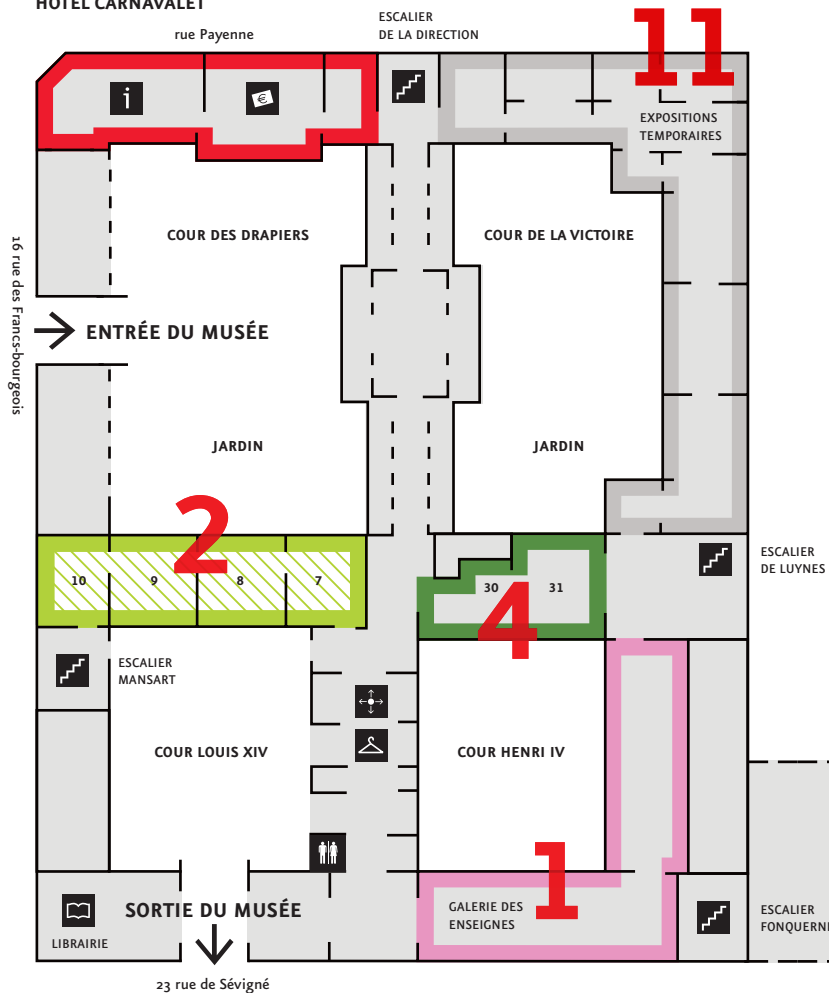 HÔTEL CARNAVALET
rue Payenne
ESCALIER
DE LA DIRECTION
11
i
€
EXPOSITIONS
TEMPORAIRES
COUR DES DRAPIERS
COUR DE LA VICTOIRE
16 rue des Francs-bourgeois
ENTRÉE DU MUSÉE
JARDIN
JARDIN
2
10
9
8
7
30
31
4
ESCALIER
DE LUYNES
ESCALIER
MANSART
COUR LOUIS XIV
COUR HENRI IV
1
GALERIE DES
ENSEIGNES
SORTIE DU MUSÉE
LIBRAIRIE
ESCALIER
FONQUERNI
23 rue de Sévigné